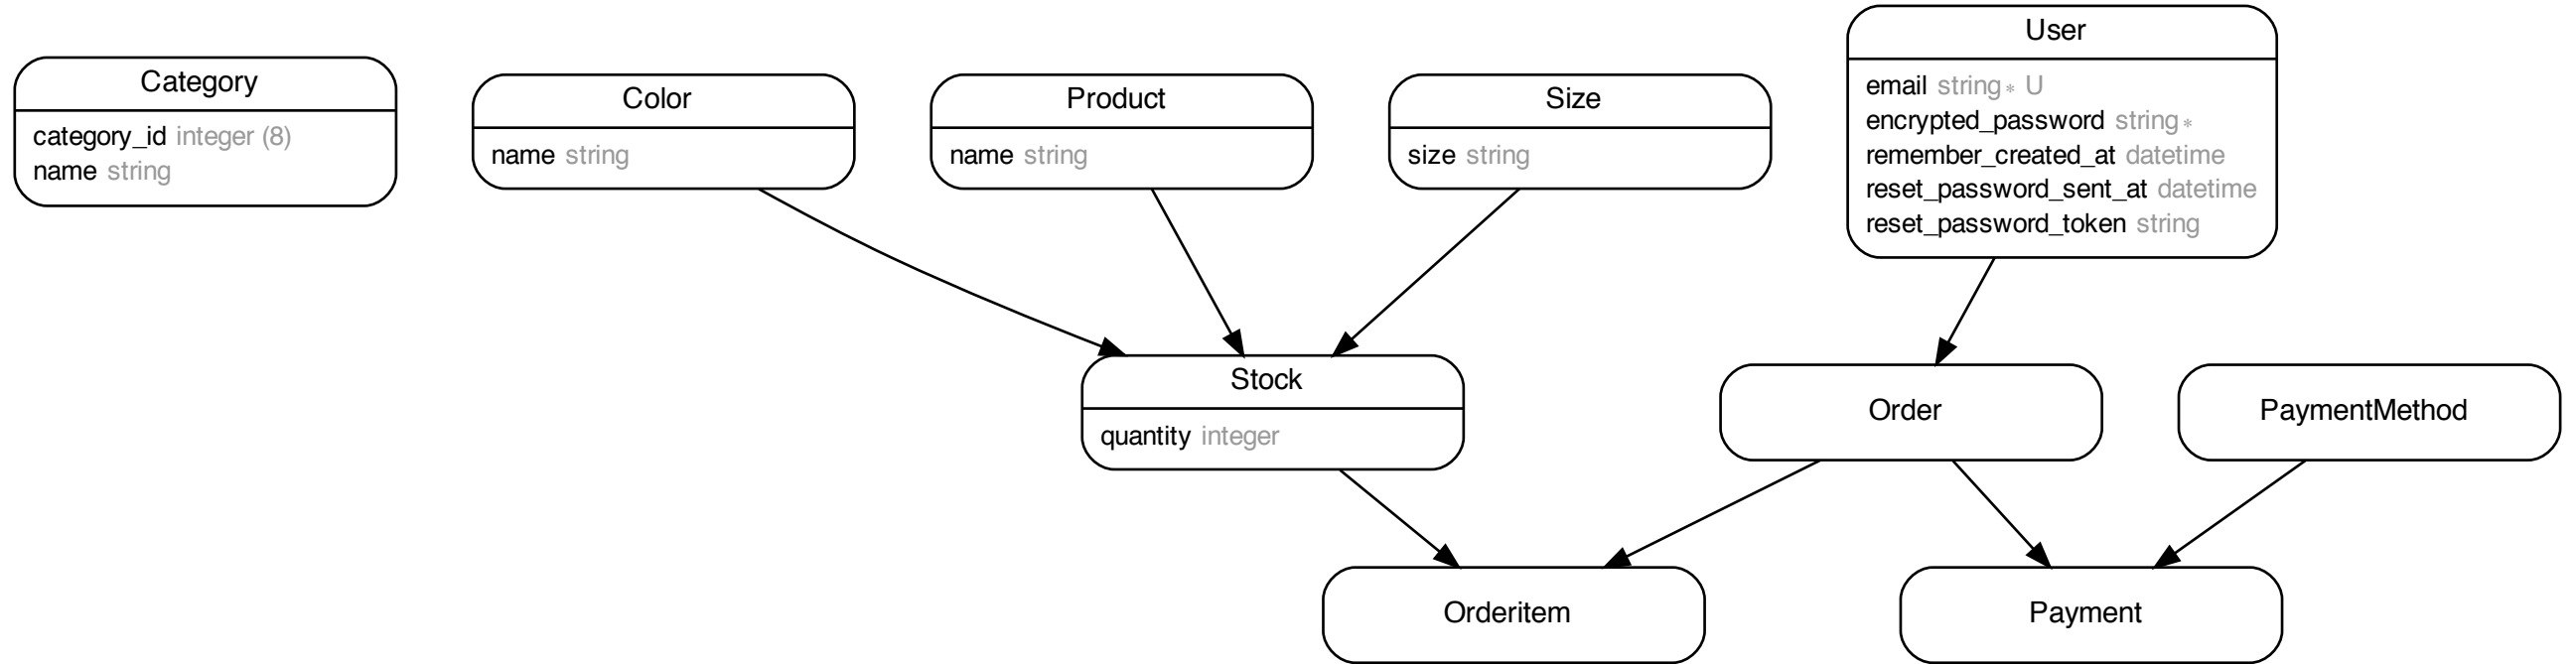 Category
category_id integer (8)
name string
Color
name string
Product
name string
Size
size string
User
email string* U
encrypted_password string*
remember_created_at datetime
reset_password_sent_at datetime
reset_password_token string
Stock
quantity integer
Order
PaymentMethod
Orderitem
Payment